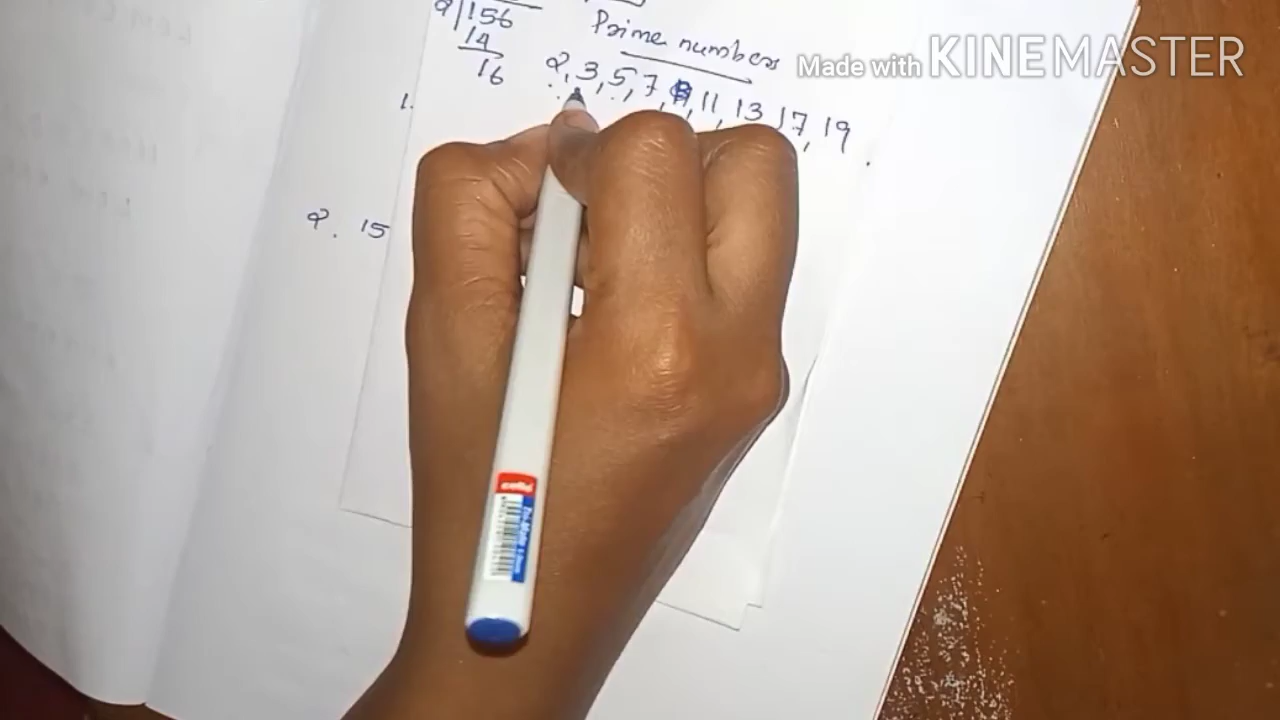 2|156
14
16
Prime numbers
2, 3, 5, 7, 11, 13, 17, 19
1.
2. 15
Made with KINEMASTER
cello